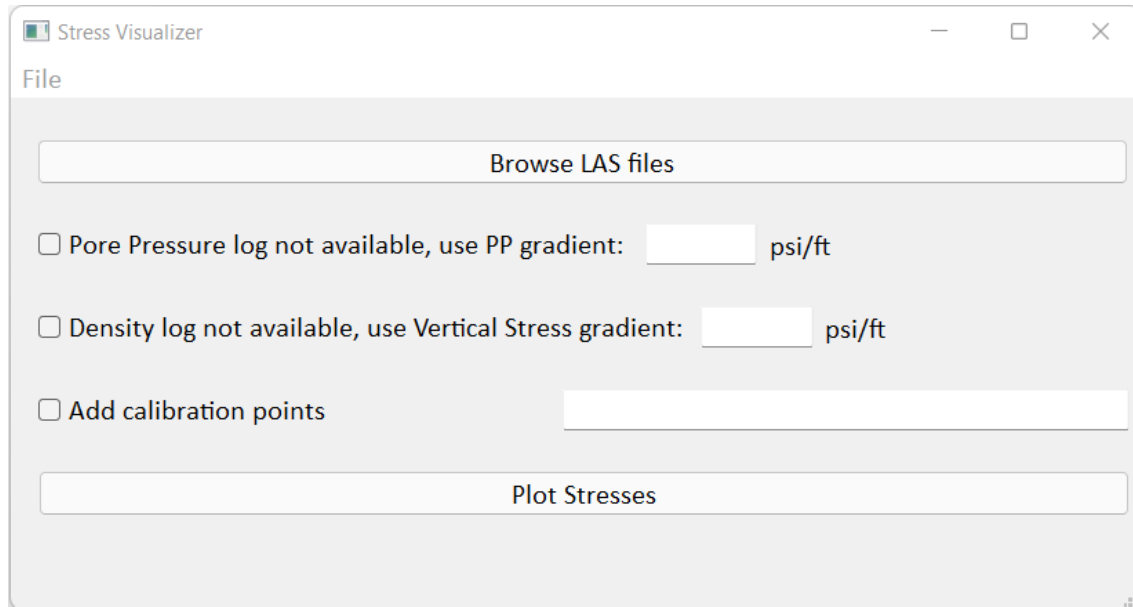 Stress Visualizer
File
Browse LAS files
Pore Pressure log not available, use PP gradient: psi/ft
Density log not available, use Vertical Stress gradient: psi/ft
Add calibration points
Plot Stresses